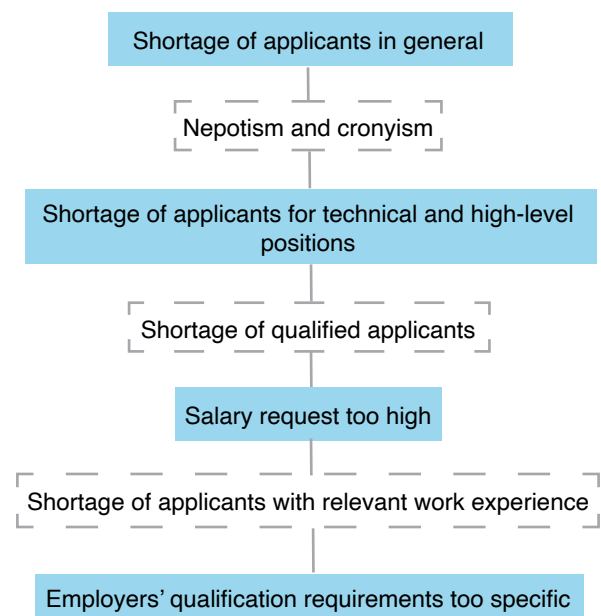 Shortage of applicants in general
Nepotism and cronyism
Shortage of applicants for technical and high-level
positions
Shortage of qualified applicants
Salary request too high
Shortage of applicants with relevant work experience
Employers’ qualification requirements too specific